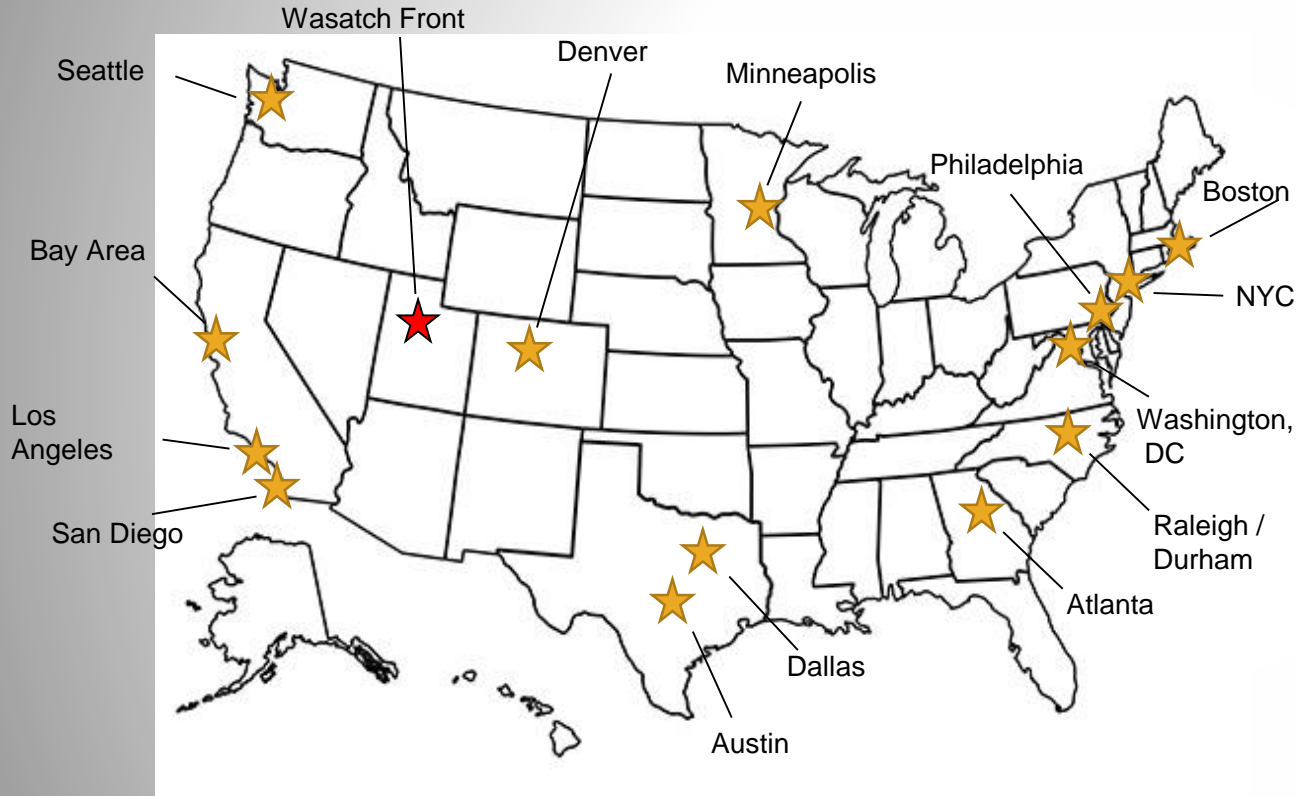 Wasatch Front
Denver
Seattle
Minneapolis
Philadelphia
Boston
Bay Area
NYC
Los
Angeles
Washington,
DC
San Diego
Raleigh /
Durham
Atlanta
Dallas
Austin